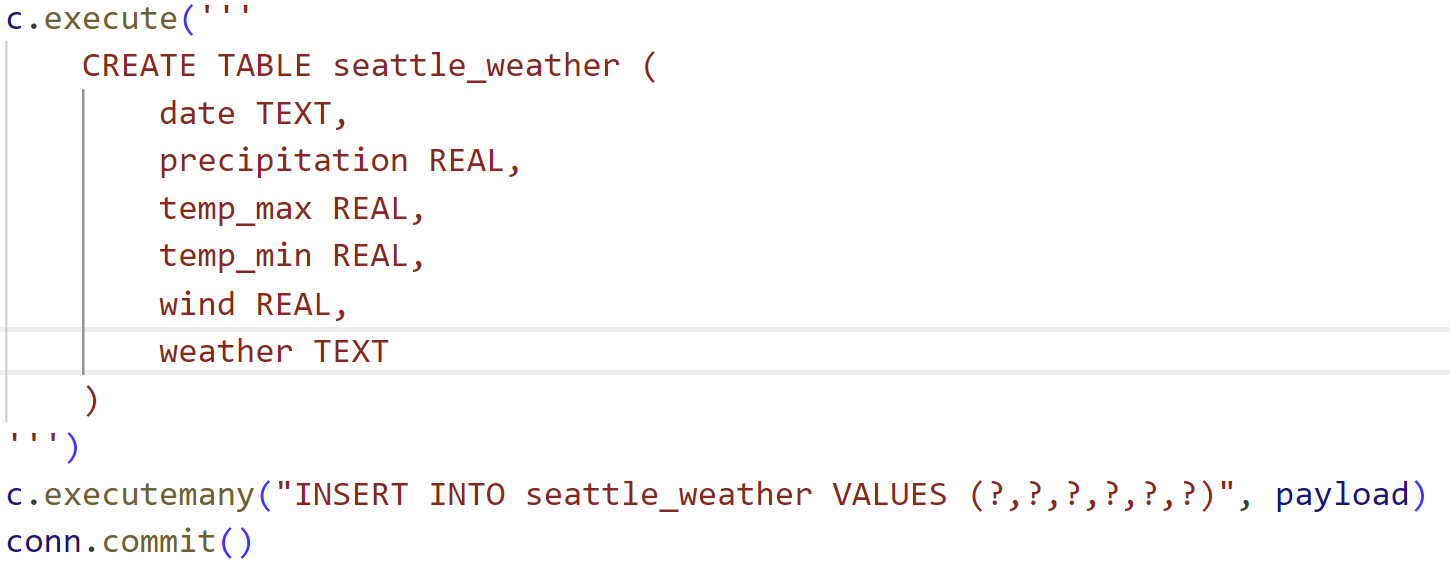 c.execute('''
    CREATE TABLE seattle_weather (
        date TEXT,
        precipitation REAL,
        temp_max REAL,
        temp_min REAL,
        wind REAL,
        weather TEXT
    )
''')
c.executemany("INSERT INTO seattle_weather VALUES (?,?,?,?,?,?)", payload)
conn.commit()